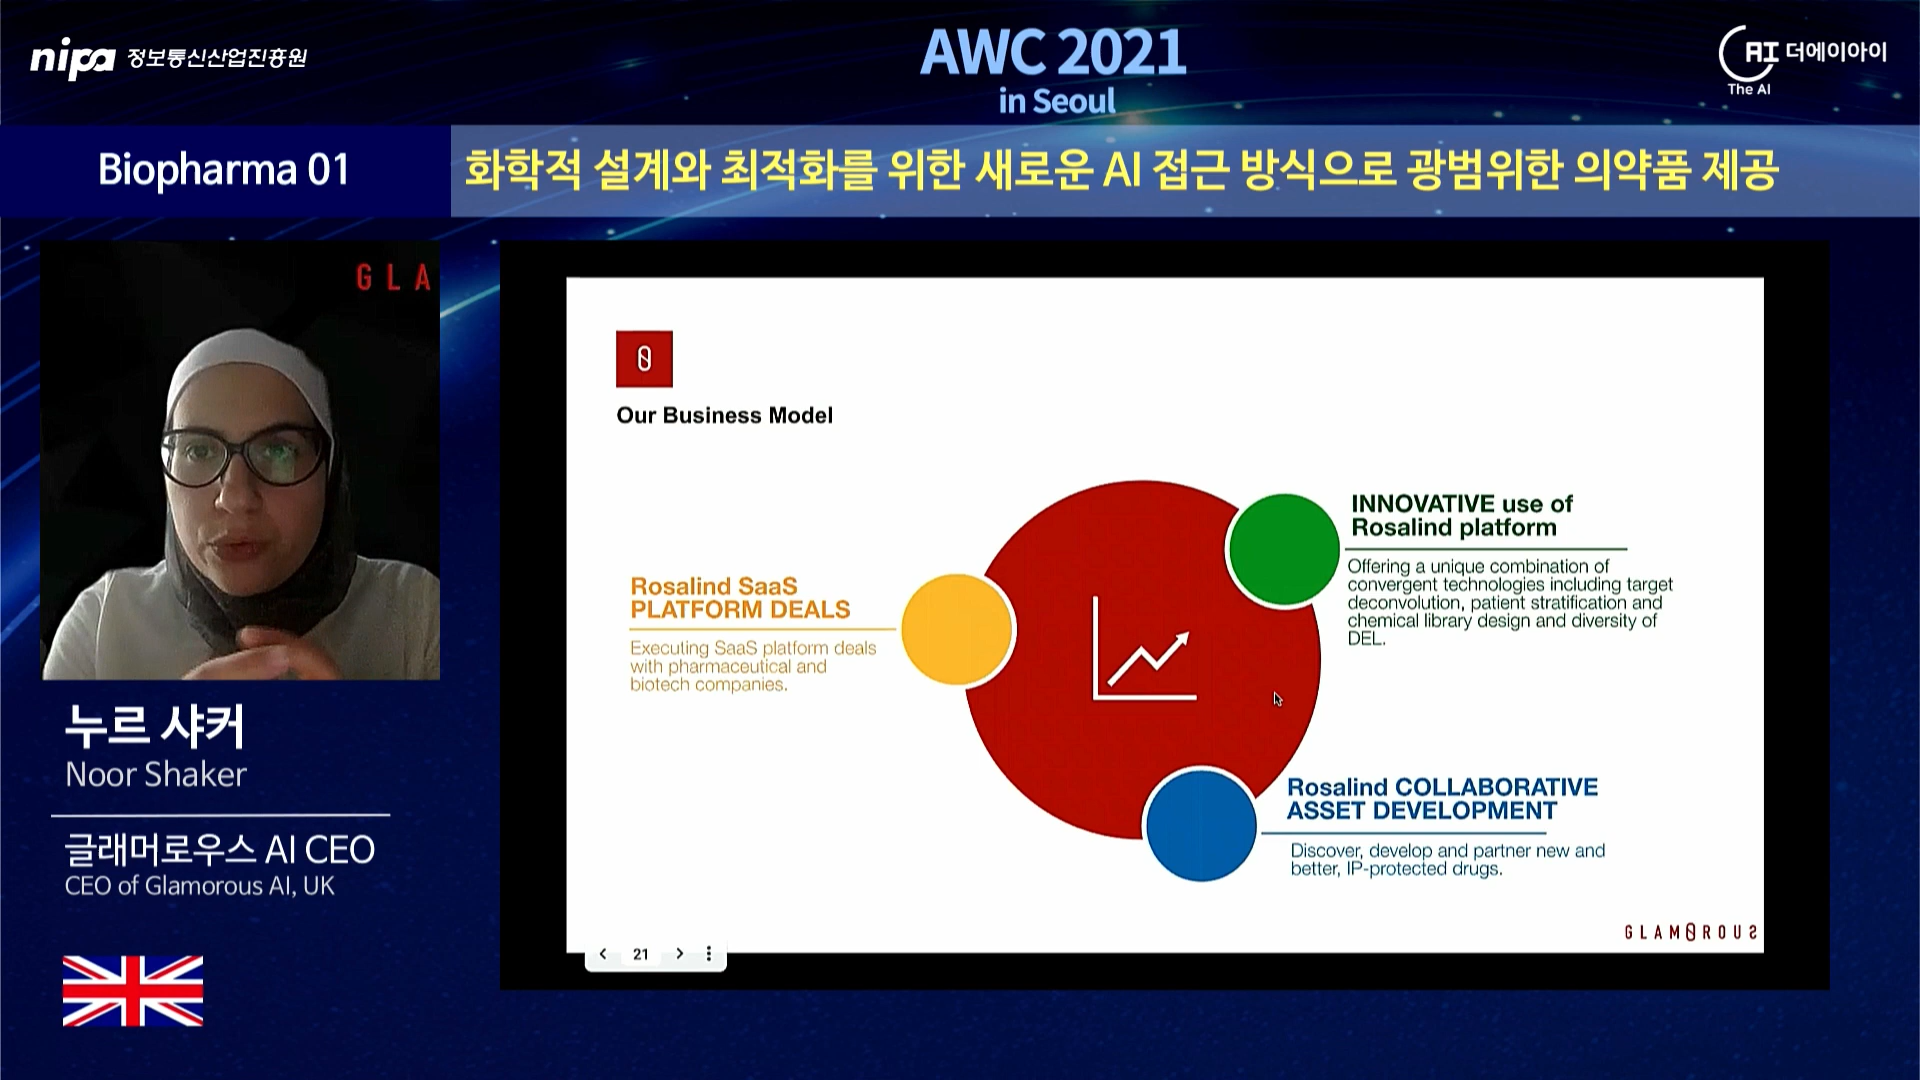 nipa 정보통신산업진흥원
AWC 2021
in Seoul
AI 더에이아이
The AI
Biopharma 01
화학적 설계와 최적화를 위한 새로운 AI 접근 방식으로 광범위한 의약품 제공
GLA
누르 샤커
Noor Shaker
글래머로우스 AI CEO
CEO of Glamorous AI, UK
Our Business Model
Rosalind SaaS
PLATFORM DEALS
Executing SaaS platform deals
with pharmaceutical and
biotech companies.
INNOVATIVE use of
Rosalind platform
Offering a unique combination of
convergent technologies including target
deconvolution, patient stratification and
chemical library design and diversity of
DEL.
Rosalind COLLABORATIVE
ASSET DEVELOPMENT
Discover, develop and partner new and
better, IP-protected drugs.
GLAMOROUS
21